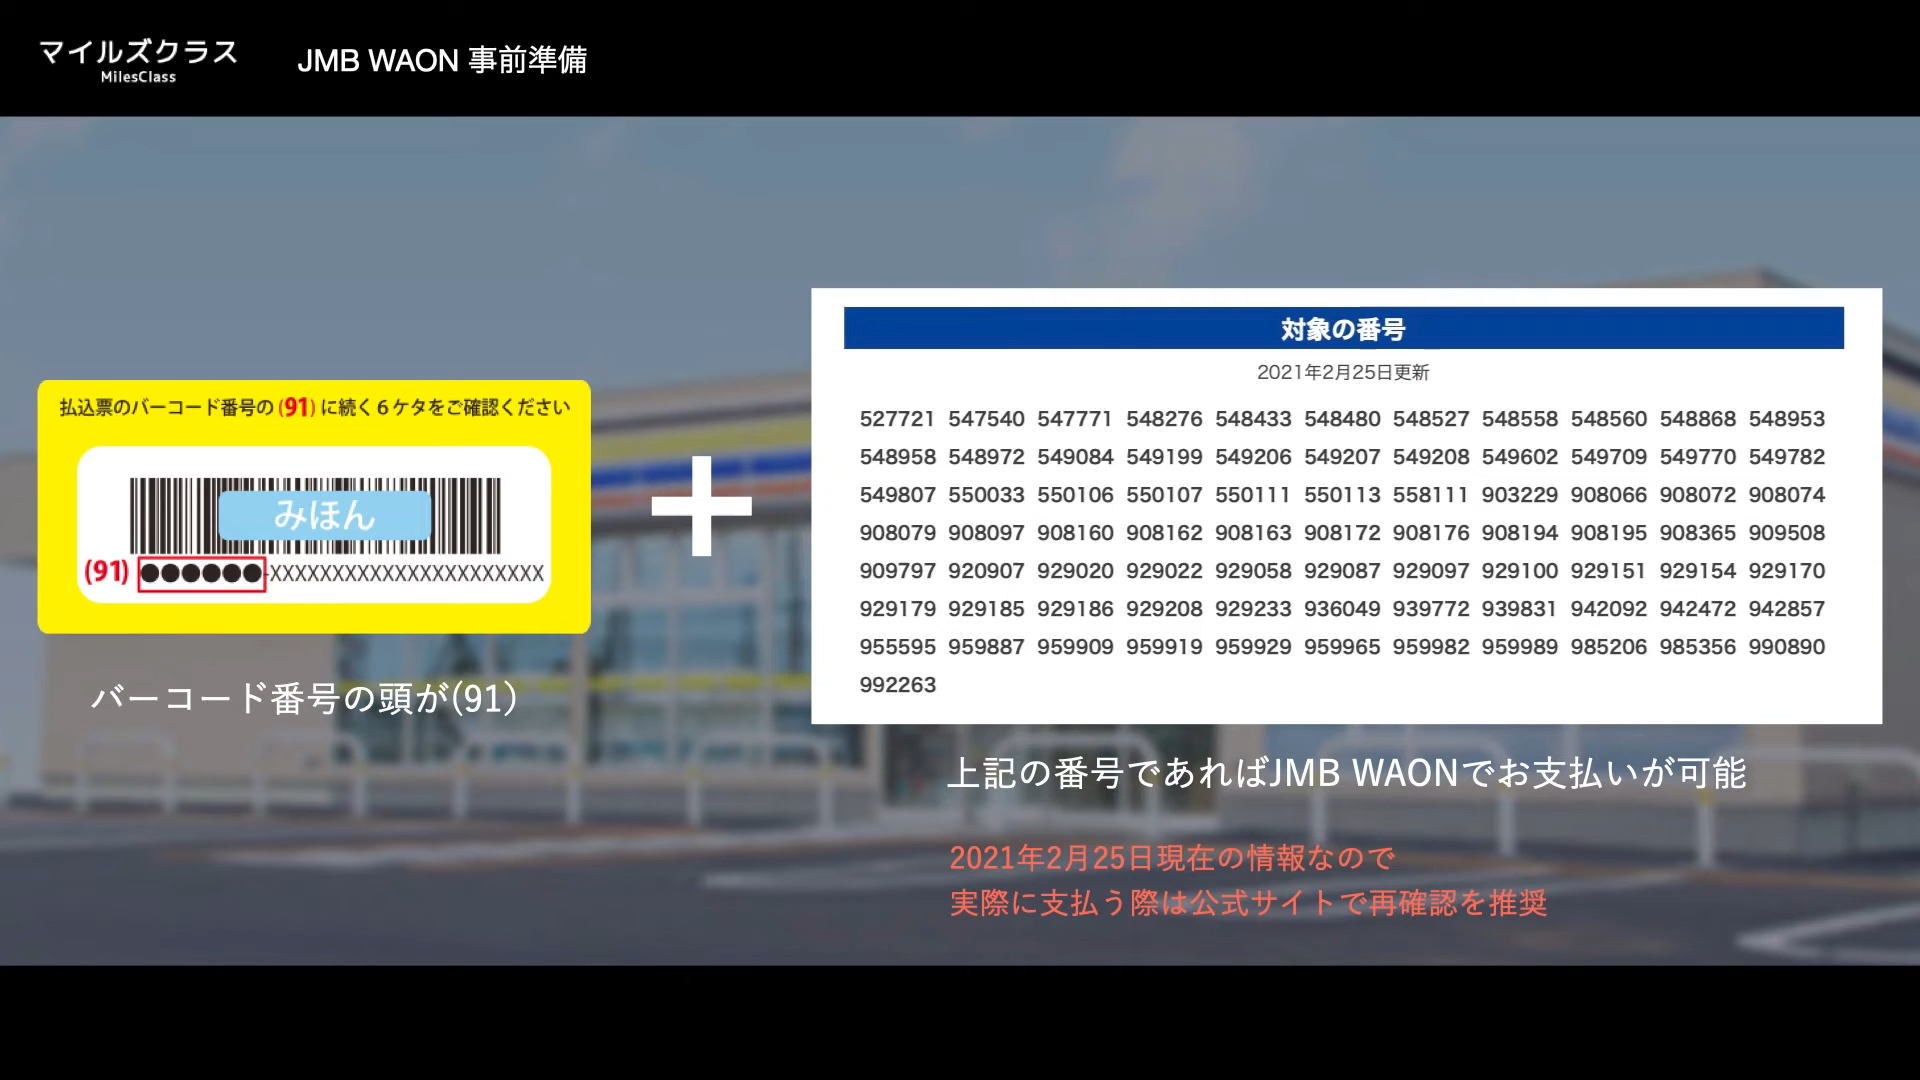 マイルズクラス
MilesClass
JMB WAON 事前準備
払込票のバーコード番号の(91)に続く6ケタをご確認ください
みほん
(91) ●●●●●●-XXXXXXXXXXXXXXXXXXXXXX
バーコード番号の頭が(91)
対象の番号
2021年2月25日更新
527721 547540 547771 548276 548433 548480 548527 548558 548560 548868 548953
548958 548972 549084 549199 549206 549207 549208 549602 549709 549770 549782
549807 550033 550106 550107 550111 550113 558111 903229 908066 908072 908074
908079 908097 908160 908162 908163 908172 908176 908194 908195 908365 909508
909797 920907 929020 929022 929058 929087 929097 929100 929151 929154 929170
929179 929185 929186 929208 929233 936049 939772 939831 942092 942472 942857
955595 959887 959909 959919 959929 959965 959982 959989 985206 985356 990890
992263
上記の番号であればJMB WAONでお支払いが可能
2021年2月25日現在の情報なので
実際に支払う際は公式サイトで再確認を推奨